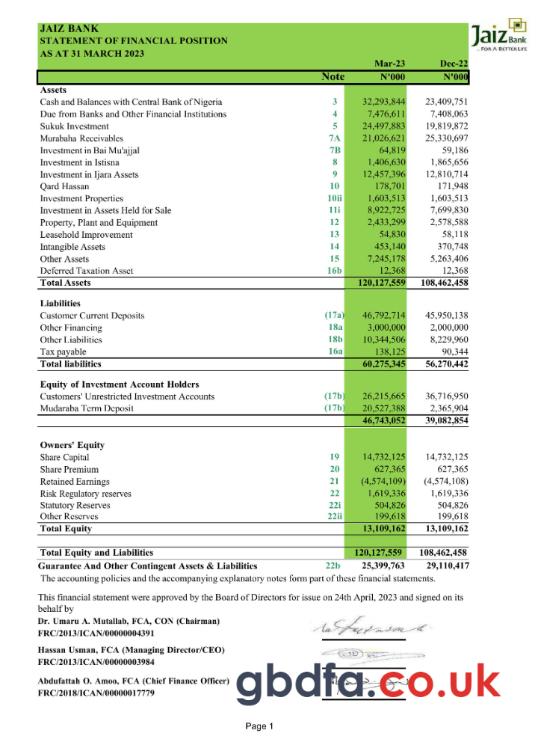 JAIZ BANK
STATEMENT OF FINANCIAL POSITION
AS AT 31 MARCH 2023
Jaiz Bank
FOR A BETTER LIFE
Mar-23 Dec-22
Note N'000 N'000
Assets
Cash and Balances with Central Bank of Nigeria 3 32,293,844 23,409,751
Due from Banks and Other Financial Institutions 4 7,476,611 7,408,063
Sukuk Investment 5 24,497,883 19,819,872
Murabaha Receivables 7A 21,026,621 25,330,697
Investment in Bai Mu'ajjal 7B 64,819 59,186
Investment in Istisna 8 1,406,630 1,865,656
Investment in Ijara Assets 9 12,457,396 12,810,714
Qard Hassan 10 178,701 171,948
Investment Properties 10ii 1,603,513 1,603,513
Investment in Assets Held for Sale 11i 8,922,725 7,699,830
Property, Plant and Equipment 12 2,433,299 2,578,588
Leasehold Improvement 13 54,830 58,118
Intangible Assets 14 453,140 370,748
Other Assets 15 7,245,178 5,263,406
Deferred Taxation Asset 16b 12,368 12,368
Total Assets 120,127,559 108,462,458
Liabilities
Customer Current Deposits (17a) 46,792,714 45,950,138
Other Financing 18a 3,000,000 2,000,000
Other Liabilities 18b 10,344,506 8,229,960
Tax payable 16a 138,125 90,344
Total liabilities 60,275,345 56,270,442
Equity of Investment Account Holders
Customers' Unrestricted Investment Accounts (17b) 26,215,665 36,716,950
Mudaraba Term Deposit (17b) 20,527,388 2,365,904
46,743,052 39,082,854
Owners' Equity
Share Capital 19 14,732,125 14,732,125
Share Premium 20 627,365 627,365
Retained Earnings 21 (4,574,109) (4,574,108)
Risk Regulatory reserves 22 1,619,336 1,619,336
Statutory Reserves 22i 504,826 504,826
Other Reserves 22ii 199,618 199,618
Total Equity 13,109,162 13,109,162
Total Equity and Liabilities 120,127,559 108,462,458
Guarantee And Other Contingent Assets & Liabilities 22b 25,399,763 29,110,417
The accounting policies and the accompanying explanatory notes form part of these financial statements.
This financial statement were approved by the Board of Directors for issue on 24th April, 2023 and signed on its
behalf by
Dr. Umaru A. Mutallab, FCA, CON (Chairman)
FRC/2013/ICAN/00000004391
Hassan Usman, FCA (Managing Director/CEO)
FRC/2013/ICAN/00000003984
Abdufattah O. Amoo, FCA (Chief Finance Officer)
FRC/2018/ICAN/00000017779
gbdfa.co.uk
Page 1